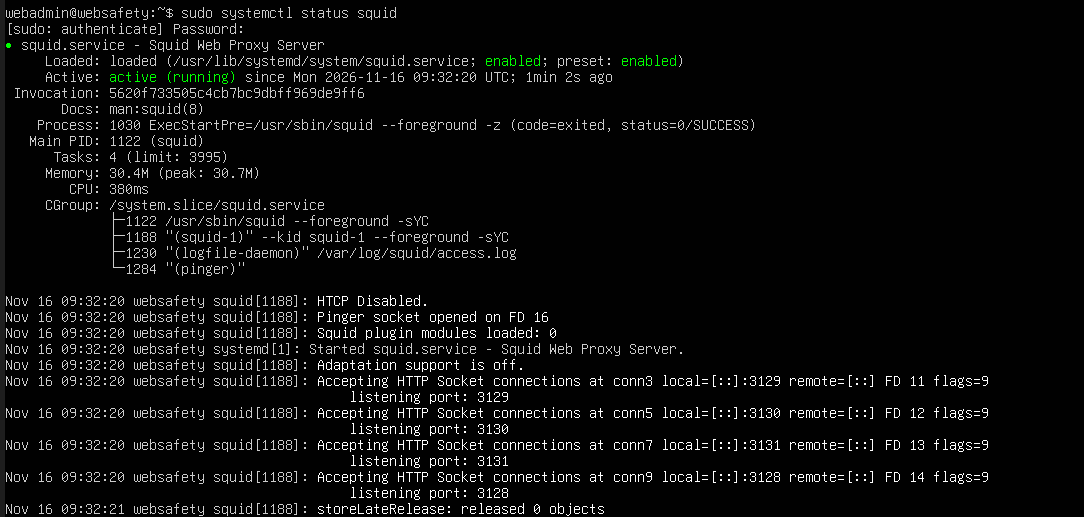 webadmin@websafety:~$ sudo systemctl status squid
[sudo: authenticate] Password:
● squid.service - Squid Web Proxy Server
     Loaded: loaded (/usr/lib/systemd/system/squid.service; enabled; preset: enabled)
     Active: active (running) since Mon 2026-11-16 09:32:20 UTC; 1min 2s ago
 Invocation: 5620f733505c4cb7bc9dbff969de9ff6
       Docs: man:squid(8)
    Process: 1030 ExecStartPre=/usr/sbin/squid --foreground -z (code=exited, status=0/SUCCESS)
   Main PID: 1122 (squid)
      Tasks: 4 (limit: 3995)
     Memory: 30.4M (peak: 30.7M)
        CPU: 380ms
     CGroup: /system.slice/squid.service
             ├─1122 /usr/sbin/squid --foreground -sYC
             ├─1188 "(squid-1)" --kid squid-1 --foreground -sYC
             ├─1230 "(logfile-daemon)" /var/log/squid/access.log
             └─1284 "(pinger)"

Nov 16 09:32:20 websafety squid[1188]: HTCP Disabled.
Nov 16 09:32:20 websafety squid[1188]: Pinger socket opened on FD 16
Nov 16 09:32:20 websafety squid[1188]: Squid plugin modules loaded: 0
Nov 16 09:32:20 websafety systemd[1]: Started squid.service - Squid Web Proxy Server.
Nov 16 09:32:20 websafety squid[1188]: Adaptation support is off.
Nov 16 09:32:20 websafety squid[1188]: Accepting HTTP Socket connections at conn3 local=[::]:3129 remote=[::] FD 11 flags=9
                                           listening port: 3129
Nov 16 09:32:20 websafety squid[1188]: Accepting HTTP Socket connections at conn5 local=[::]:3130 remote=[::] FD 12 flags=9
                                           listening port: 3130
Nov 16 09:32:20 websafety squid[1188]: Accepting HTTP Socket connections at conn7 local=[::]:3131 remote=[::] FD 13 flags=9
                                           listening port: 3131
Nov 16 09:32:20 websafety squid[1188]: Accepting HTTP Socket connections at conn9 local=[::]:3128 remote=[::] FD 14 flags=9
                                           listening port: 3128
Nov 16 09:32:21 websafety squid[1188]: storeLateRelease: released 0 objects